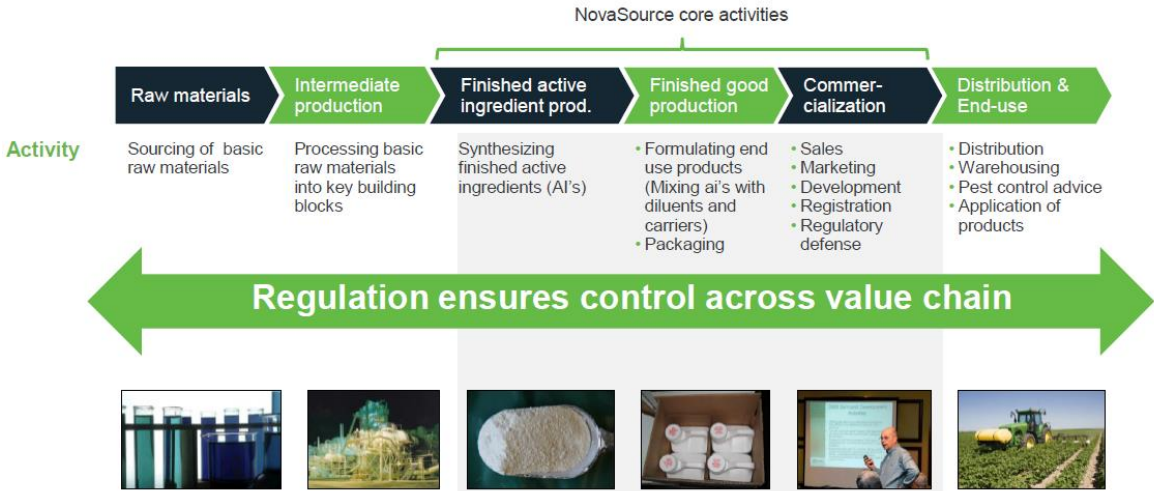 NovaSource core activities
Raw materials
Intermediate
production
Finished active
ingredient prod.
Finished good
production
Commer-
cialization
Distribution &
End-use
Activity
Sourcing of basic
raw materials
Processing basic
raw materials
into key building
blocks
Synthesizing
finished active
ingredients (AI's)
• Formulating end
use products
(Mixing ai's with
diluents and
carriers)
• Packaging
• Sales
• Marketing
• Development
• Registration
• Regulatory
defense
• Distribution
• Warehousing
• Pest control advice
• Application of
products
Regulation ensures control across value chain